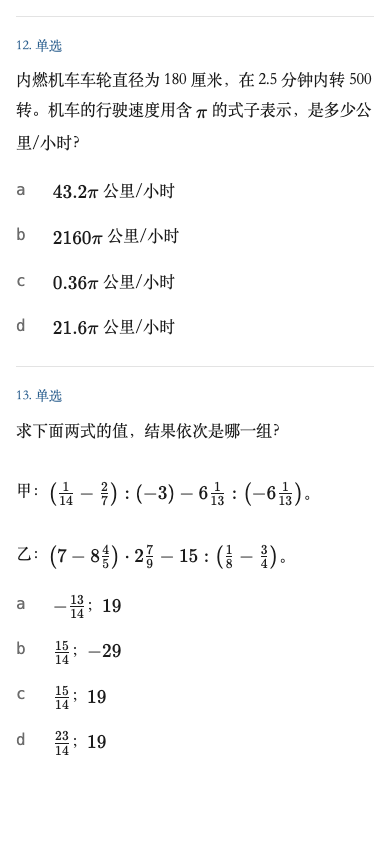 12. 单选
内燃机车车轮直径为 180 厘米，在 2.5 分钟内转 500
转。机车的行驶速度用含 π 的式子表示，是多少公
里/小时?
a 43.2π 公里/小时
b 2160π 公里/小时
c 0.36π 公里/小时
d 21.6π 公里/小时
13. 单选
求下面两式的值，结果依次是哪一组?
甲: (1/14 − 2/7) : (−3) − 6 1/13 : (−6 1/13)。
乙: (7 − 8 4/5) · 2 7/9 − 15 : (1/8 − 3/4)。
a −13/14; 19
b 15/14; −29
c 15/14; 19
d 23/14; 19